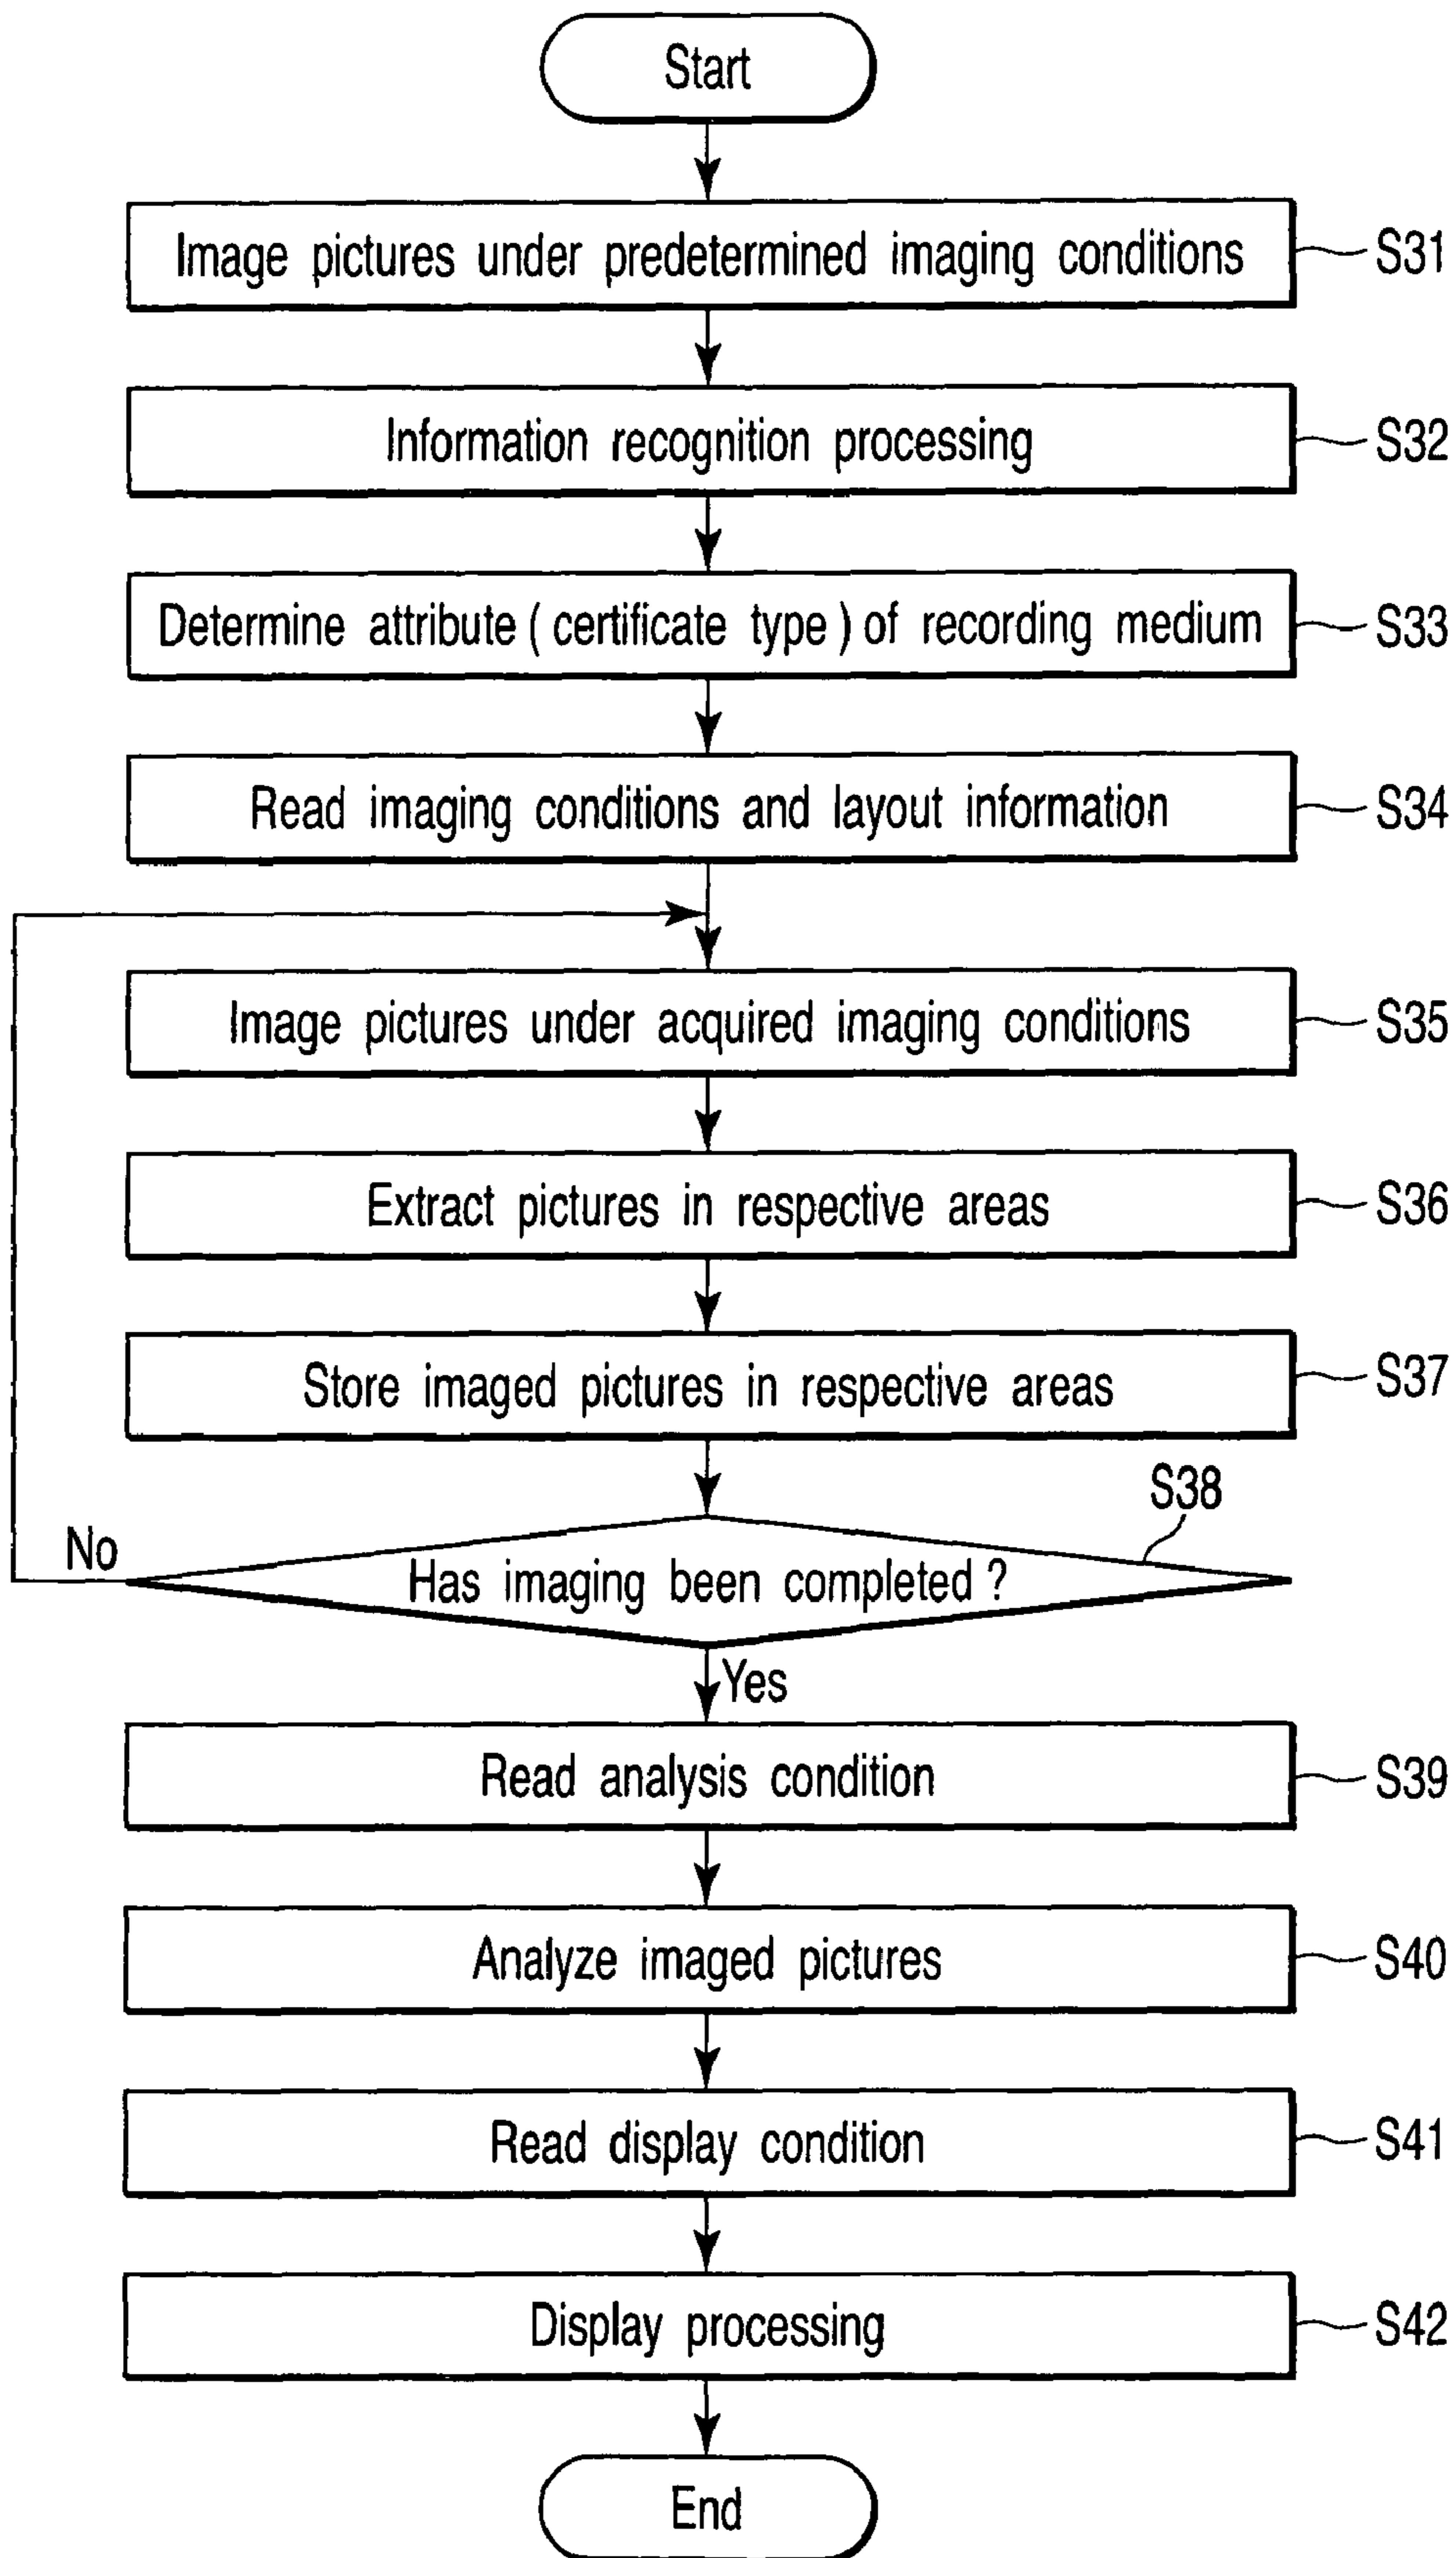 Start
Image pictures under predetermined imaging conditions
S31
Information recognition processing
S32
Determine attribute (certificate type) of recording medium
S33
Read imaging conditions and layout information
S34
Image pictures under acquired imaging conditions
S35
Extract pictures in respective areas
S36
Store imaged pictures in respective areas
S37
S38
No
Has imaging been completed ?
Yes
Read analysis condition
S39
Analyze imaged pictures
S40
Read display condition
S41
Display processing
S42
End